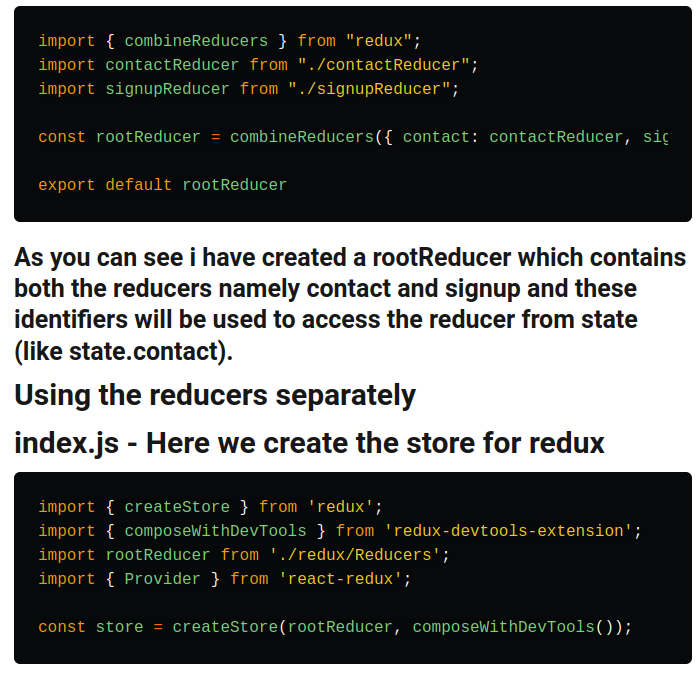 import { combineReducers } from "redux";
import contactReducer from "./contactReducer";
import signupReducer from "./signupReducer";
const rootReducer = combineReducers({ contact: contactReducer,
export default rootReducer
As you can see i have created a rootReducer which contains
both the reducers namely contact and signup and these
identifiers will be used to access the reducer from state
(like state.contact).
Using the reducers separately
index.js - Here we create the store for redux
import { createStore } from 'redux';
import { composeWithDevTools } from 'redux-devtools-extension';
import rootReducer from './redux/Reducers';
import { Provider } from 'react-redux';
const store = createStore(rootReducer, composeWithDevTools());